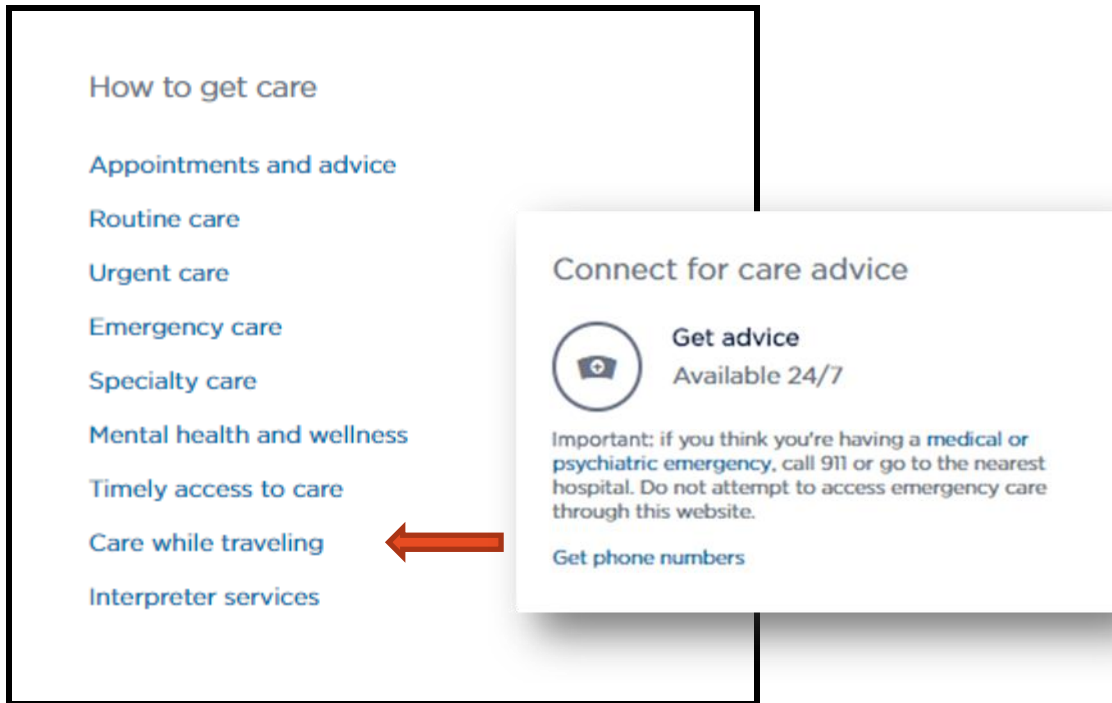 How to get care
Appointments and advice
Routine care
Urgent care
Emergency care
Specialty care
Mental health and wellness
Timely access to care
Care while traveling
Interpreter services
Connect for care advice
Get advice
Available 24/7
Important: if you think you're having a medical or
psychiatric emergency, call 911 or go to the nearest
hospital. Do not attempt to access emergency care
through this website.
Get phone numbers